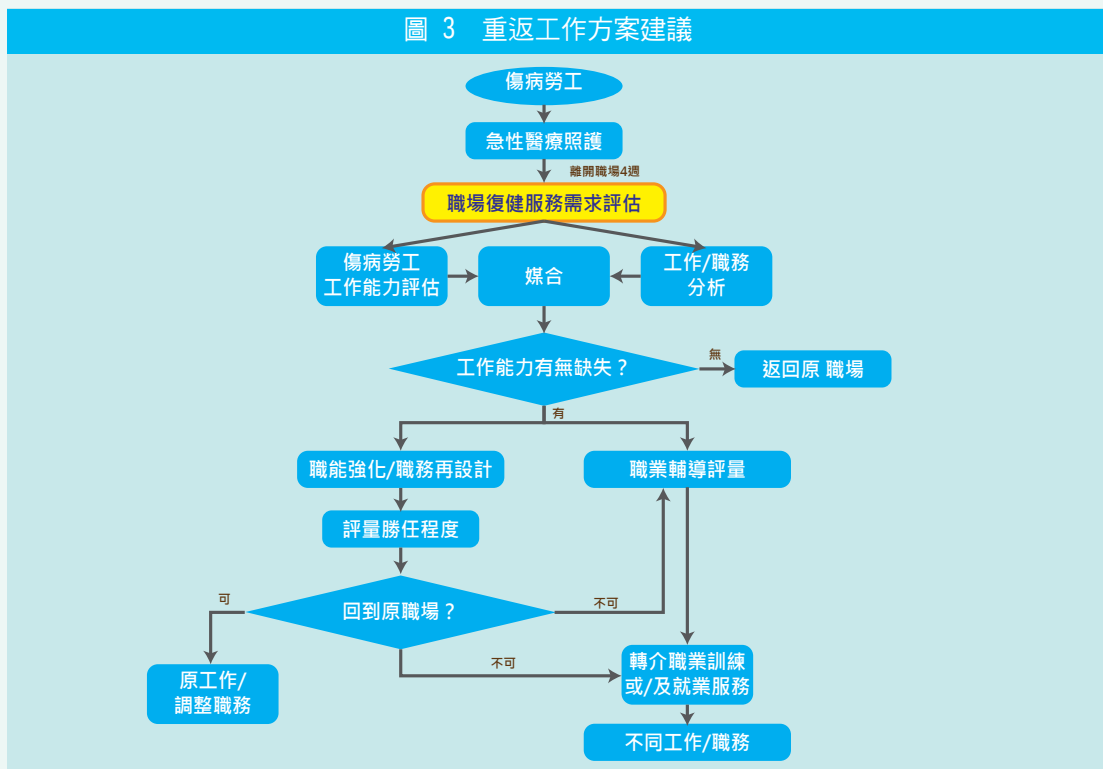 圖 3 重返工作方案建議
傷病勞工
急性醫療照護
離開職場4週
職場復健服務需求評估
傷病勞工
工作能力評估
媒合
工作/職務
分析
工作能力有無缺失？
無
返回原 職場
有
職能強化/職務再設計
職業輔導評量
評量勝任程度
回到原職場？
可
不可
不可
原工作/
調整職務
轉介職業訓練
或/及就業服務
不同工作/職務